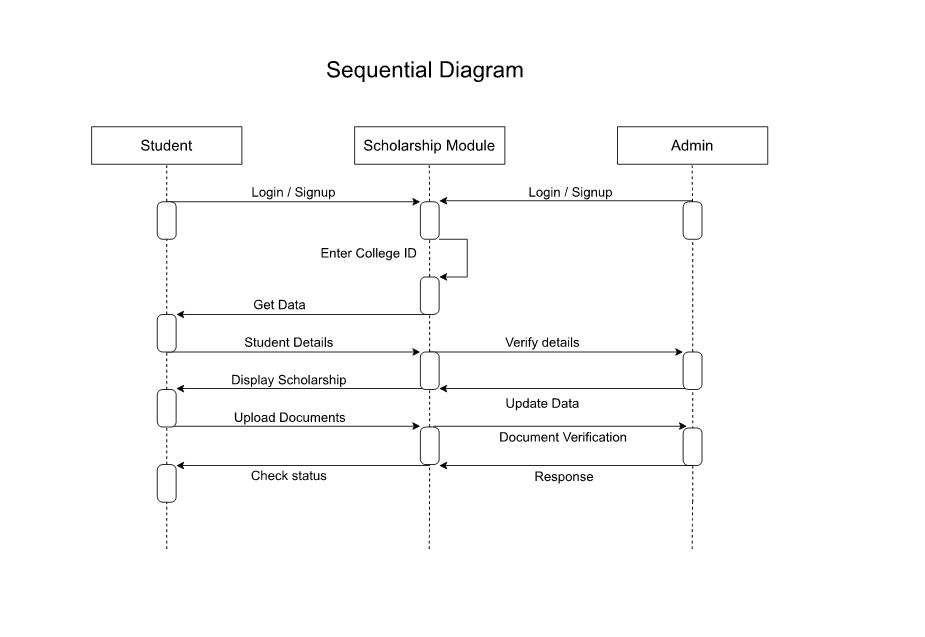 Sequential Diagram
Student
Scholarship Module
Admin
Login / Signup
Login / Signup
Enter College ID
Get Data
Student Details
Verify details
Display Scholarship
Update Data
Upload Documents
Document Verification
Check status
Response